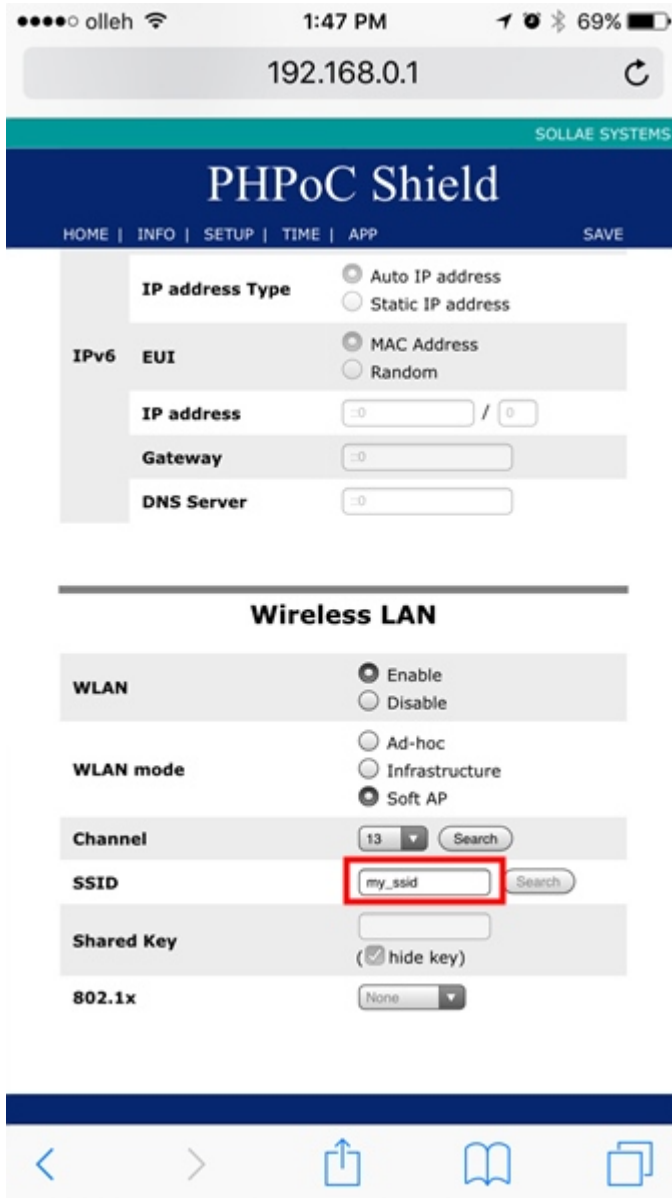 olleh 1:47 PM 69%
192.168.0.1
SOLLAE SYSTEMS
PHPoC Shield
HOME | INFO | SETUP | TIME | APP SAVE
IP address Type
Auto IP address
Static IP address
IPv6 EUI
MAC Address
Random
IP address ::0 / 0
Gateway ::0
DNS Server ::0
Wireless LAN
WLAN
Enable
Disable
WLAN mode
Ad-hoc
Infrastructure
Soft AP
Channel 13 Search
SSID my_ssid Search
Shared Key
(hide key)
802.1x None